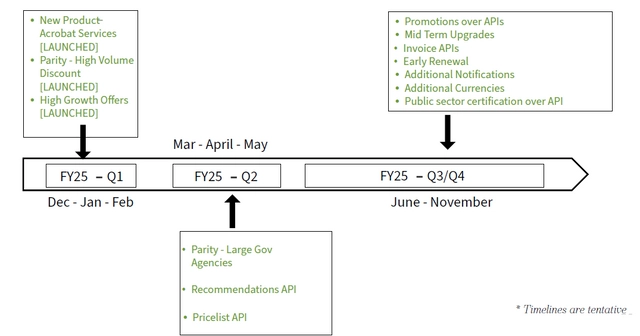 • New Product-
Acrobat Services
[LAUNCHED]
• Parity - High Volume
Discount
[LAUNCHED]
• High Growth Offers
[LAUNCHED]
• Promotions over APIs
• Mid Term Upgrades
• Invoice APIs
• Early Renewal
• Additional Notifications
• Additional Currencies
• Public sector certification over API
Mar - April - May
FY25 – Q1
FY25 – Q2
FY25 – Q3/Q4
Dec - Jan - Feb
June - November
• Parity - Large Gov
Agencies
• Recommendations API
• Pricelist API
* Timelines are tentative